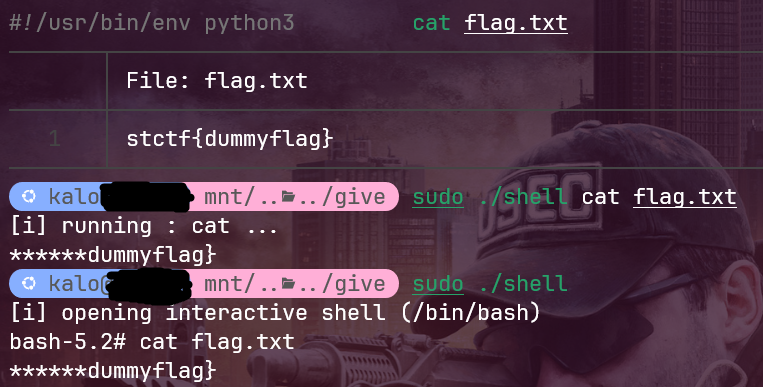 #!/usr/bin/env python3 cat flag.txt
File: flag.txt
1 stctf{dummyflag}
kalo mnt/../../give sudo ./shell cat flag.txt
[i] running : cat ...
******dummyflag}
kalo@ mnt/../../give sudo ./shell
[i] opening interactive shell (/bin/bash)
bash-5.2# cat flag.txt
******dummyflag}
USEC